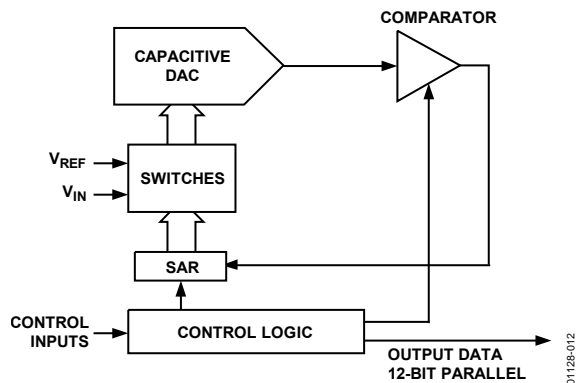 COMPARATOR
CAPACITIVE
DAC
VREF
VIN
SWITCHES
SAR
CONTROL
INPUTS
CONTROL LOGIC
OUTPUT DATA
12-BIT PARALLEL
01128-012